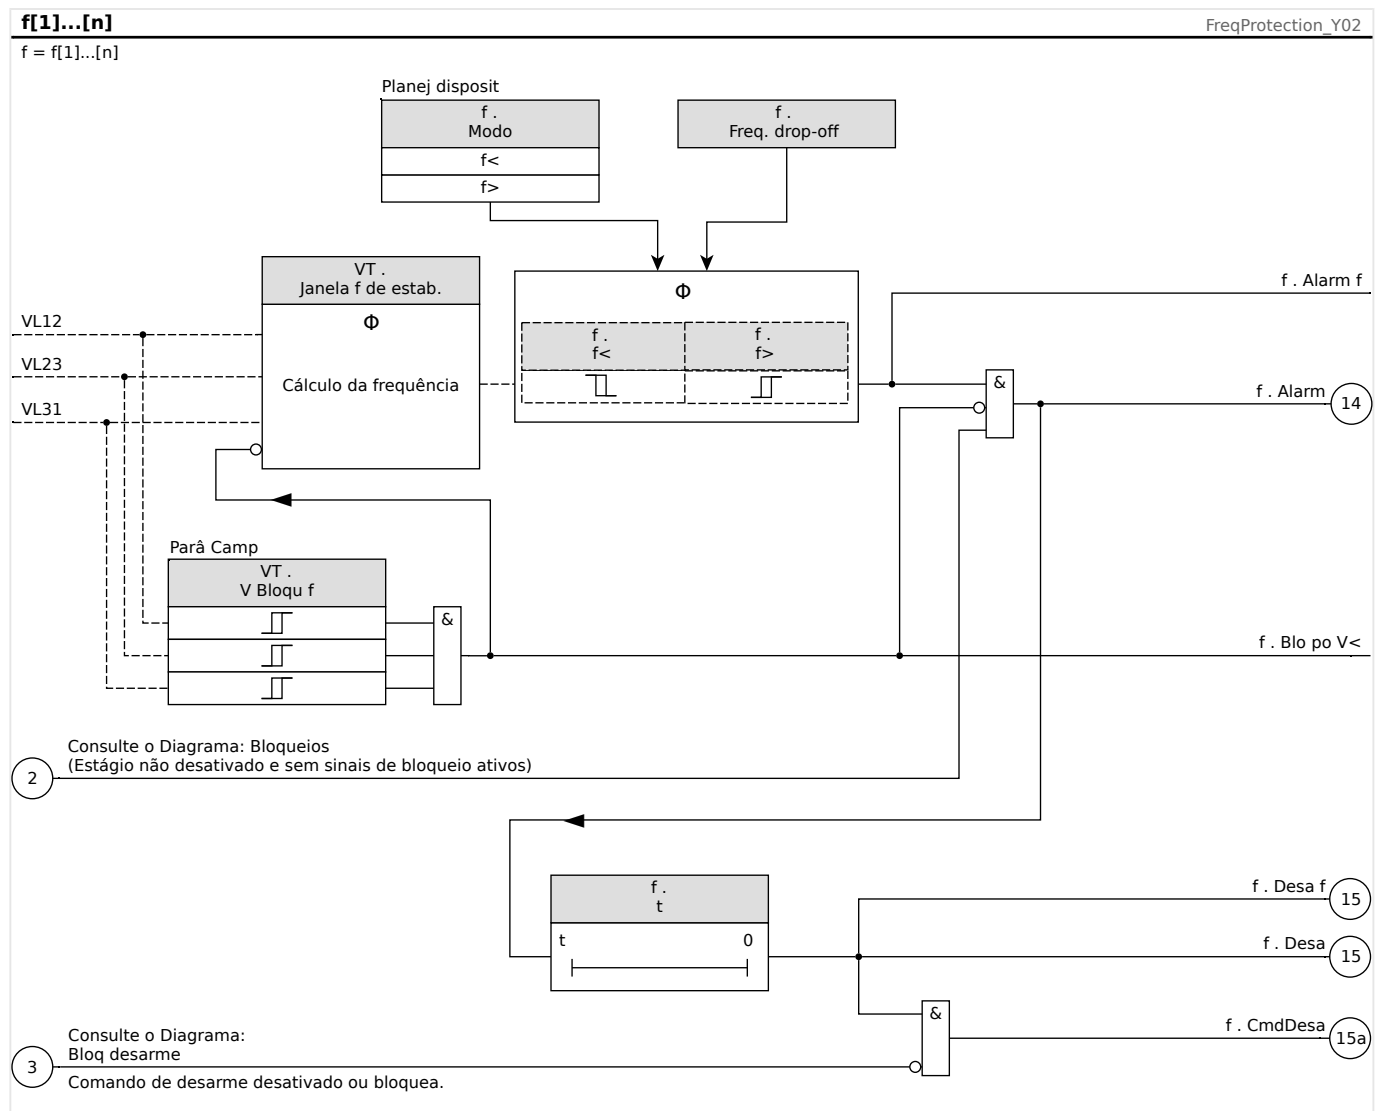 f[1]...[n]
FreqProtection_Y02
f = f[1]...[n]
Planej disposit
f .
Modo
f<
f>
f .
Freq. drop-off
VT .
Janela f de estab.
Φ
Cálculo da frequência
VL12
VL23
VL31
Φ
f .
f<
f .
f>
f . Alarm f
&
f . Alarm
14
Parâ Camp
VT .
V Bloqu f
&
f . Blo po V<
Consulte o Diagrama: Bloqueios
(Estágio não desativado e sem sinais de bloqueio ativos)
2
f .
t
t
0
f . Desa f
15
f . Desa
15
&
f . CmdDesa
15a
Consulte o Diagrama:
Bloq desarme
3
Comando de desarme desativado ou bloquea.